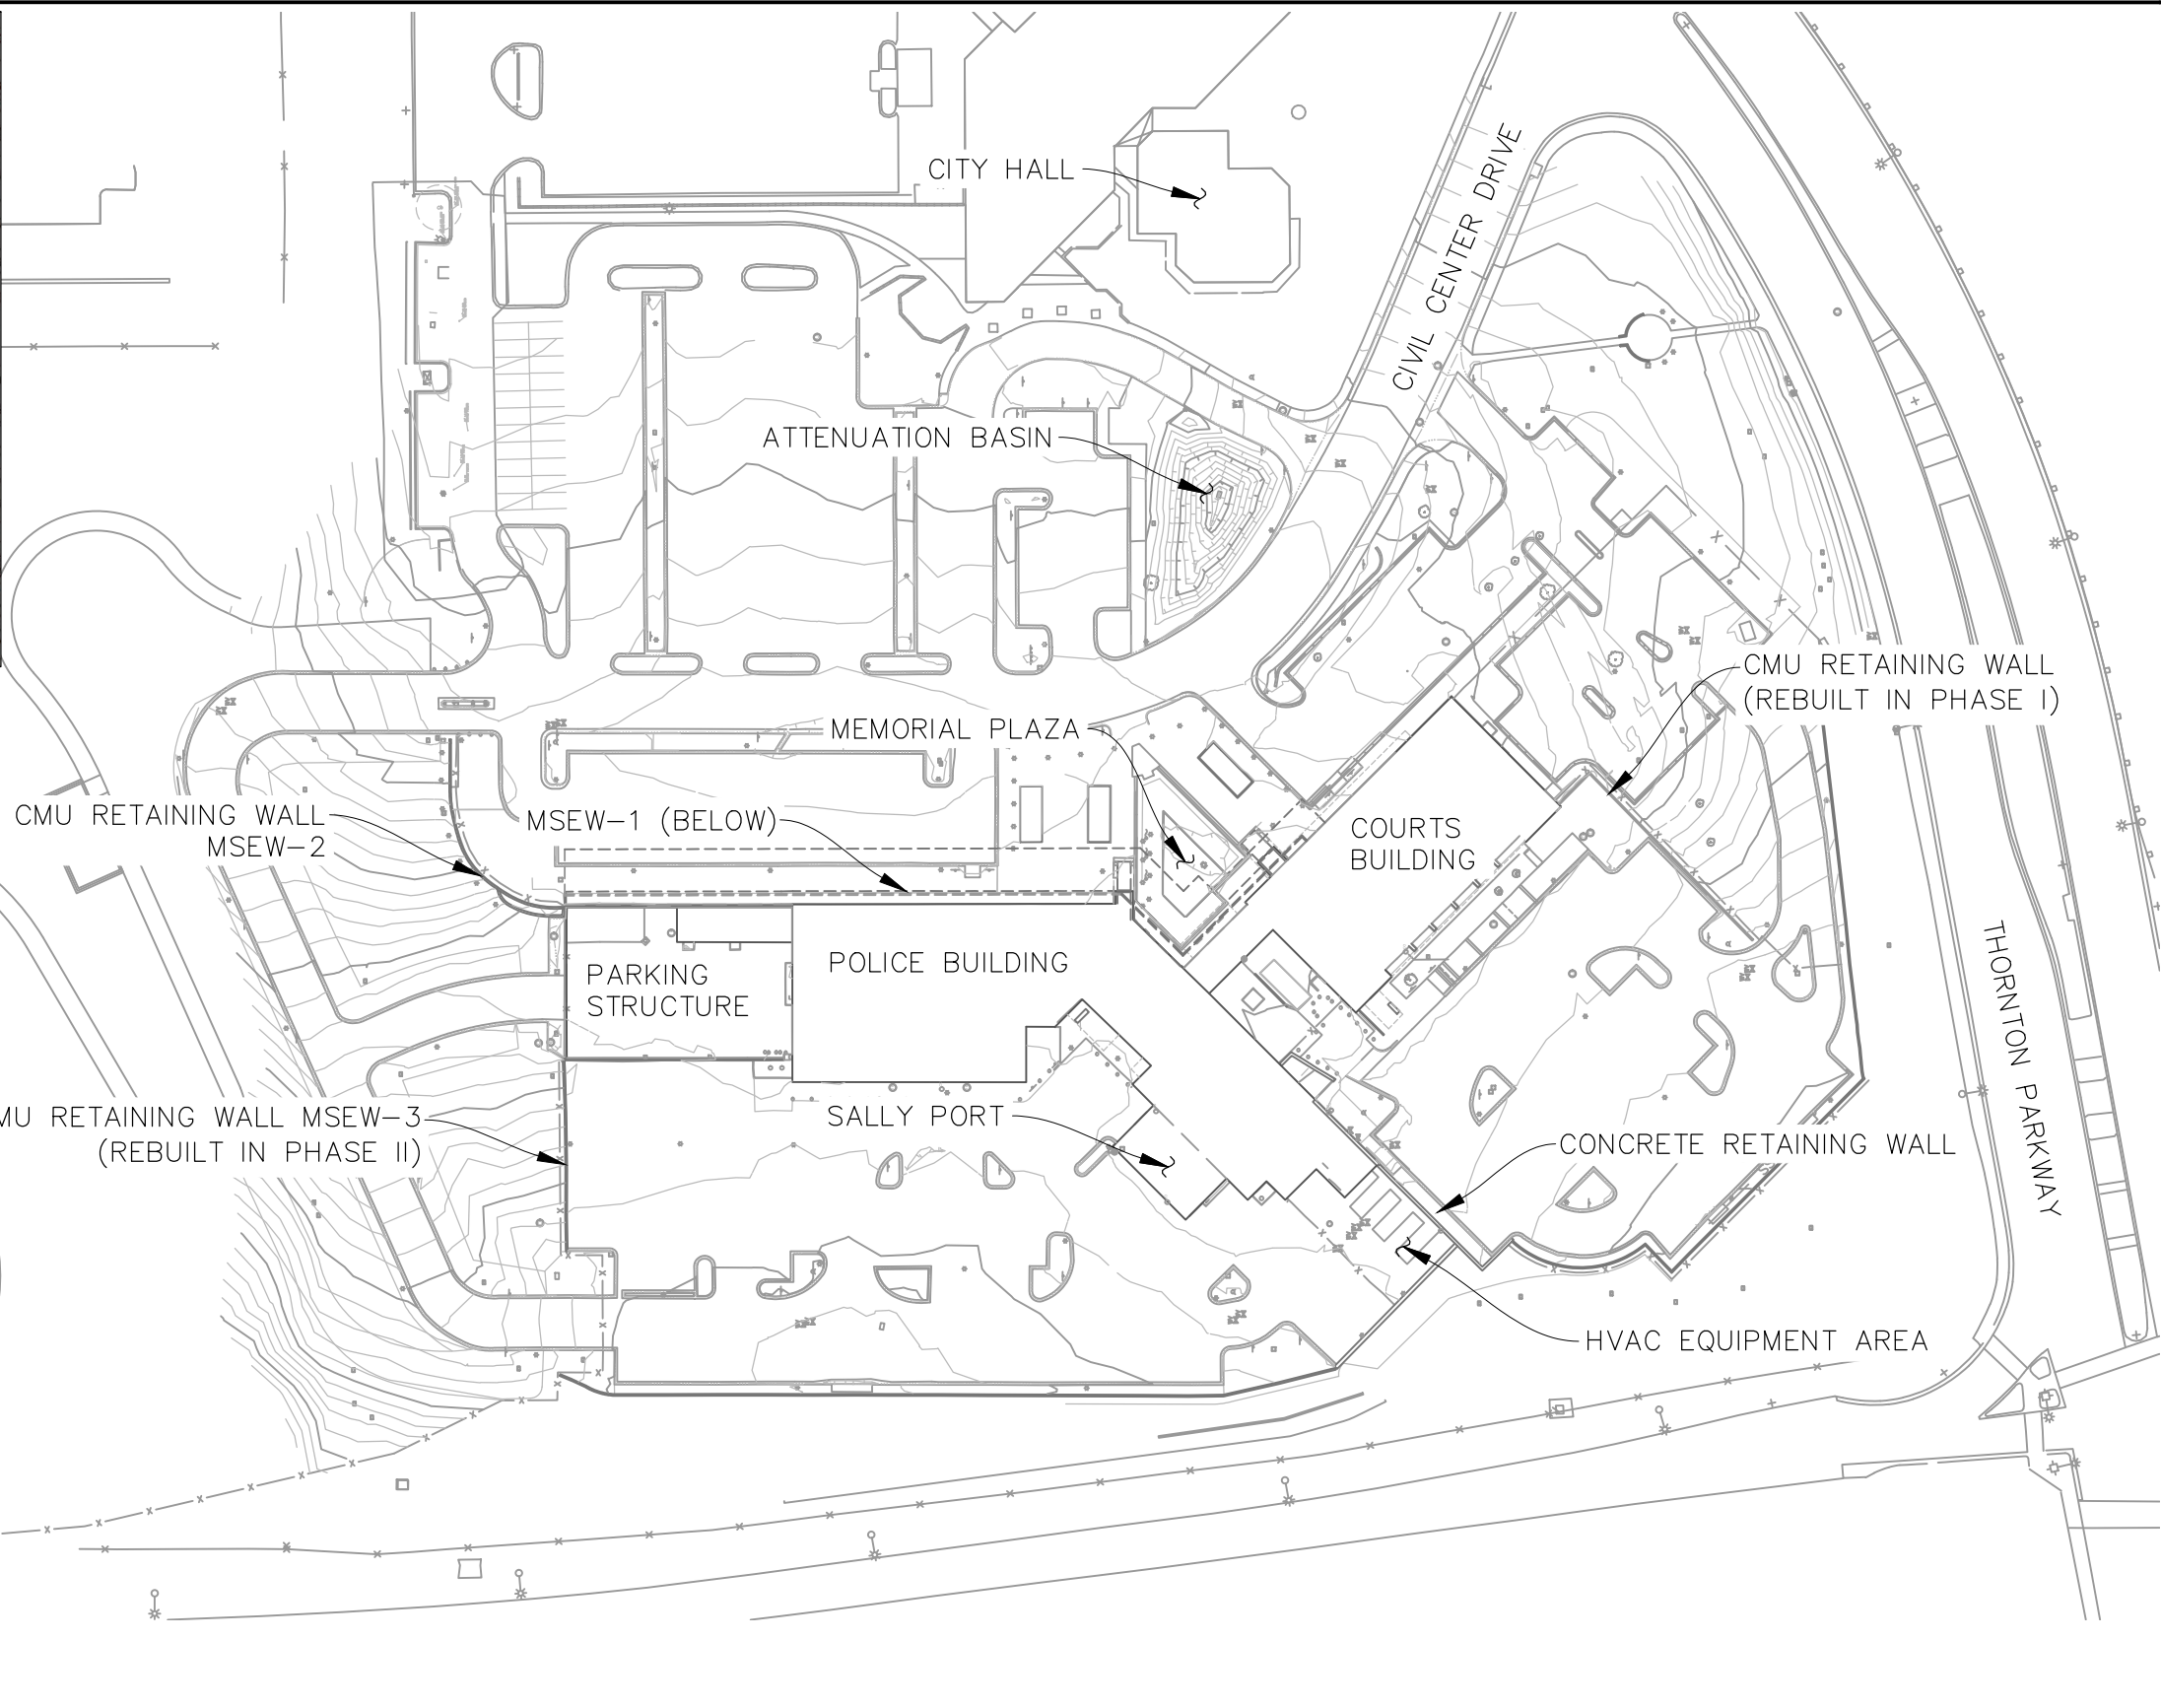 CITY HALL
CIVIL CENTER DRIVE
ATTENUATION BASIN
CMU RETAINING WALL
(REBUILT IN PHASE I)
MEMORIAL PLAZA
CMU RETAINING WALL
MSEW-2
MSEW-1 (BELOW)
COURTS
BUILDING
POLICE BUILDING
PARKING
STRUCTURE
THORNTON PARKWAY
MU RETAINING WALL MSEW-3
(REBUILT IN PHASE II)
SALLY PORT
CONCRETE RETAINING WALL
HVAC EQUIPMENT AREA